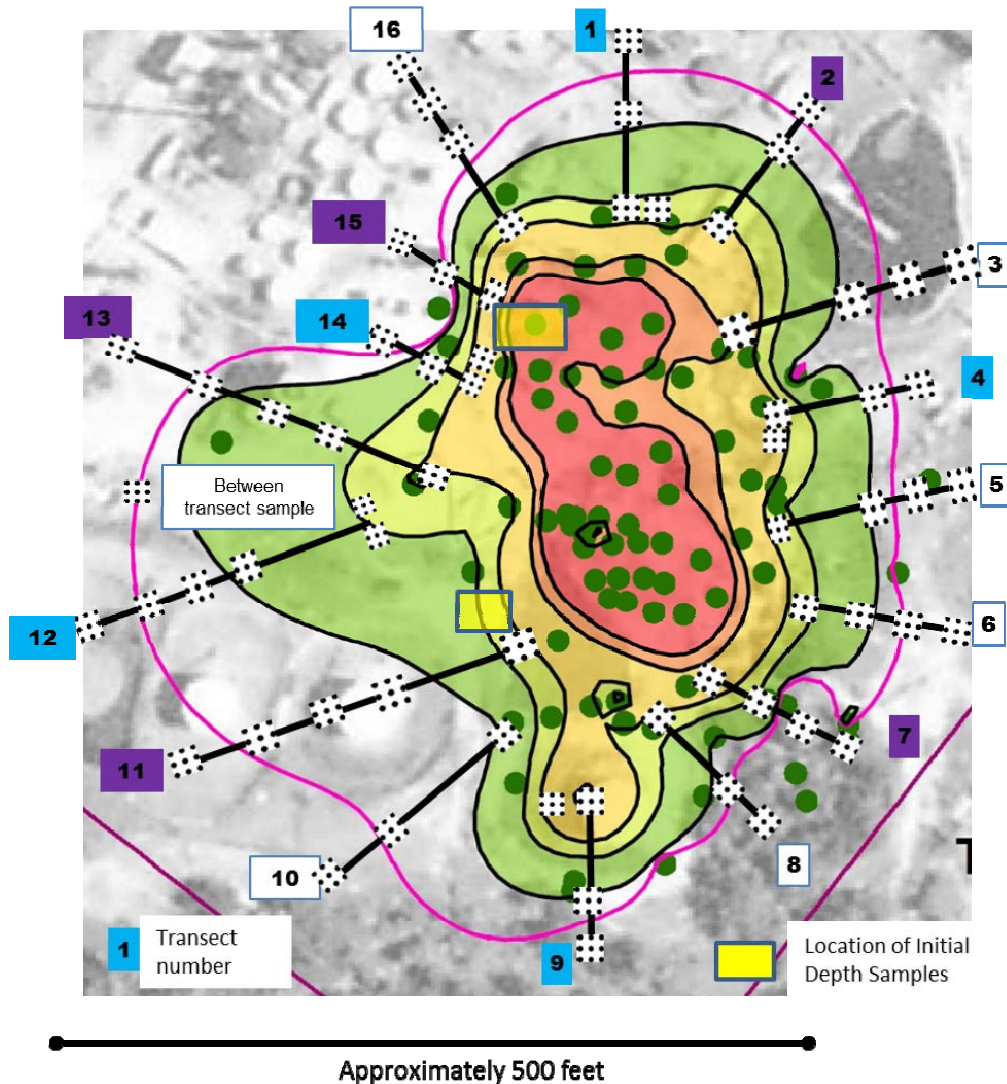 16
1
2
15
3
13
14
4
Between
transect sample
5
12
6
11
7
10
8
1
Transect
number
9
Location of Initial
Depth Samples
T
Approximately 500 feet